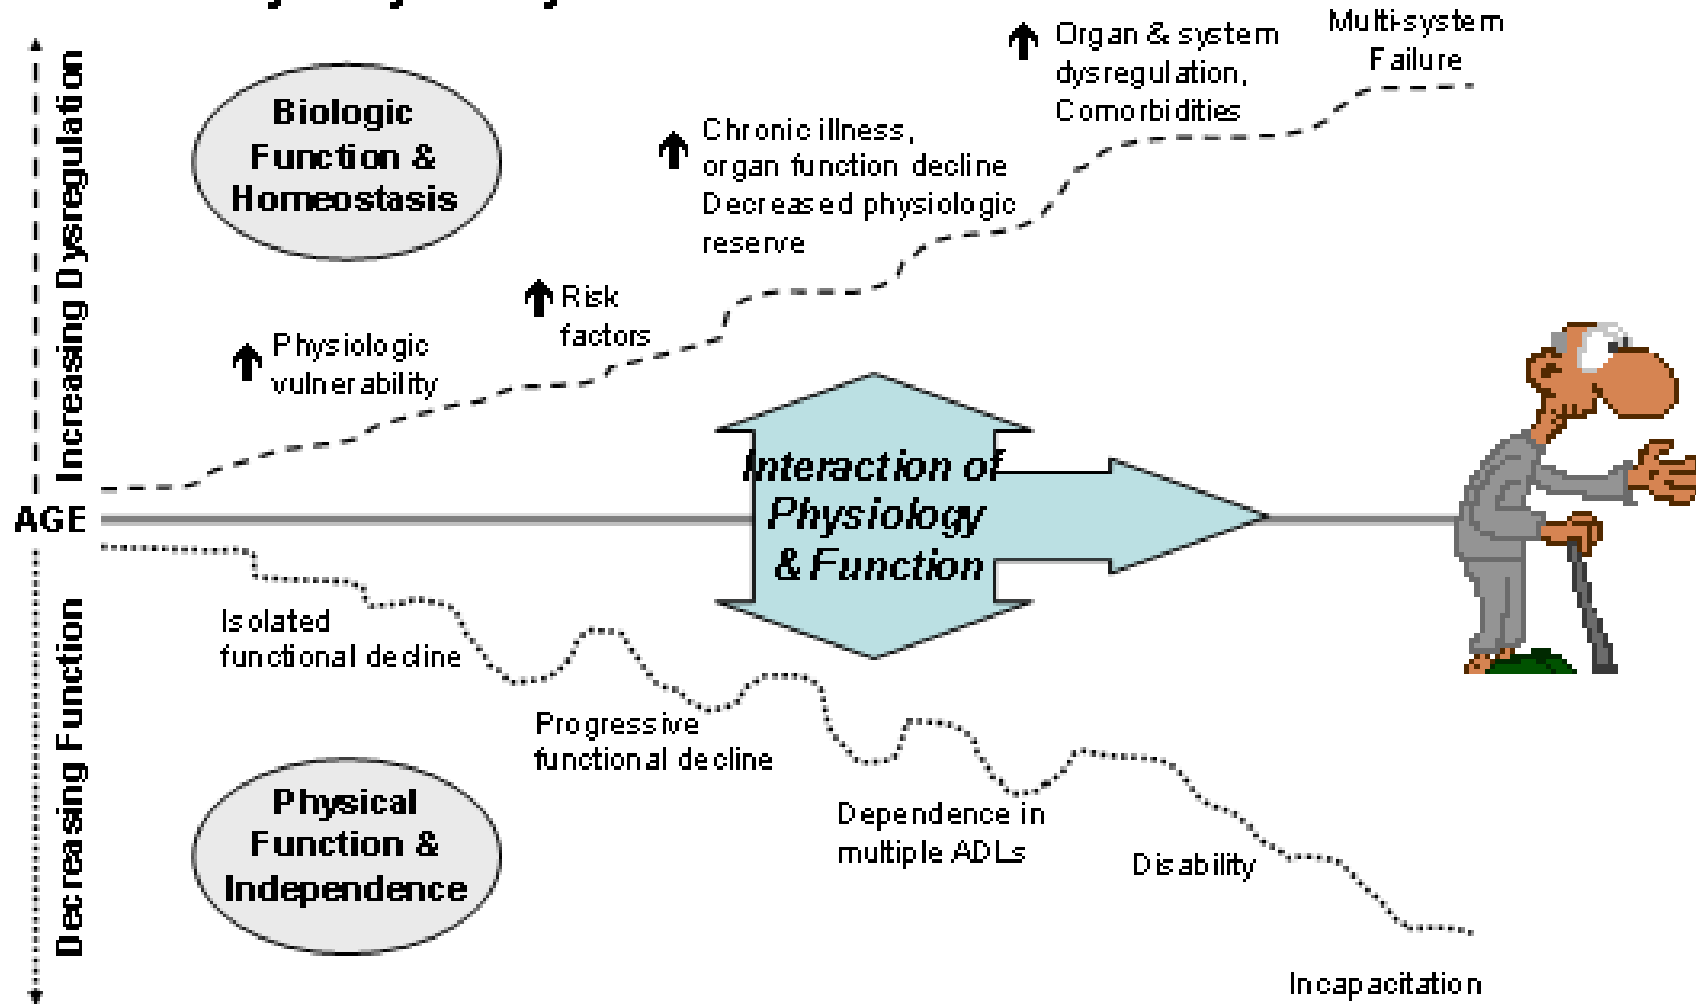 Increasing Dysregulation
Biologic
Function &
Homeostasis
Physiologic
vulnerability
Risk
factors
Chronic illness,
organ function decline
Decreased physiologic
reserve
Organ & system
dysregulation,
Comorbidities
Multi-system
Failure
AGE
Interaction of
Physiology
& Function
Decreasing Function
Isolated
functional decline
Progressive
functional decline
Dependence in
multiple ADLs
Disability
Incapacitation
Physical
Function &
Independence